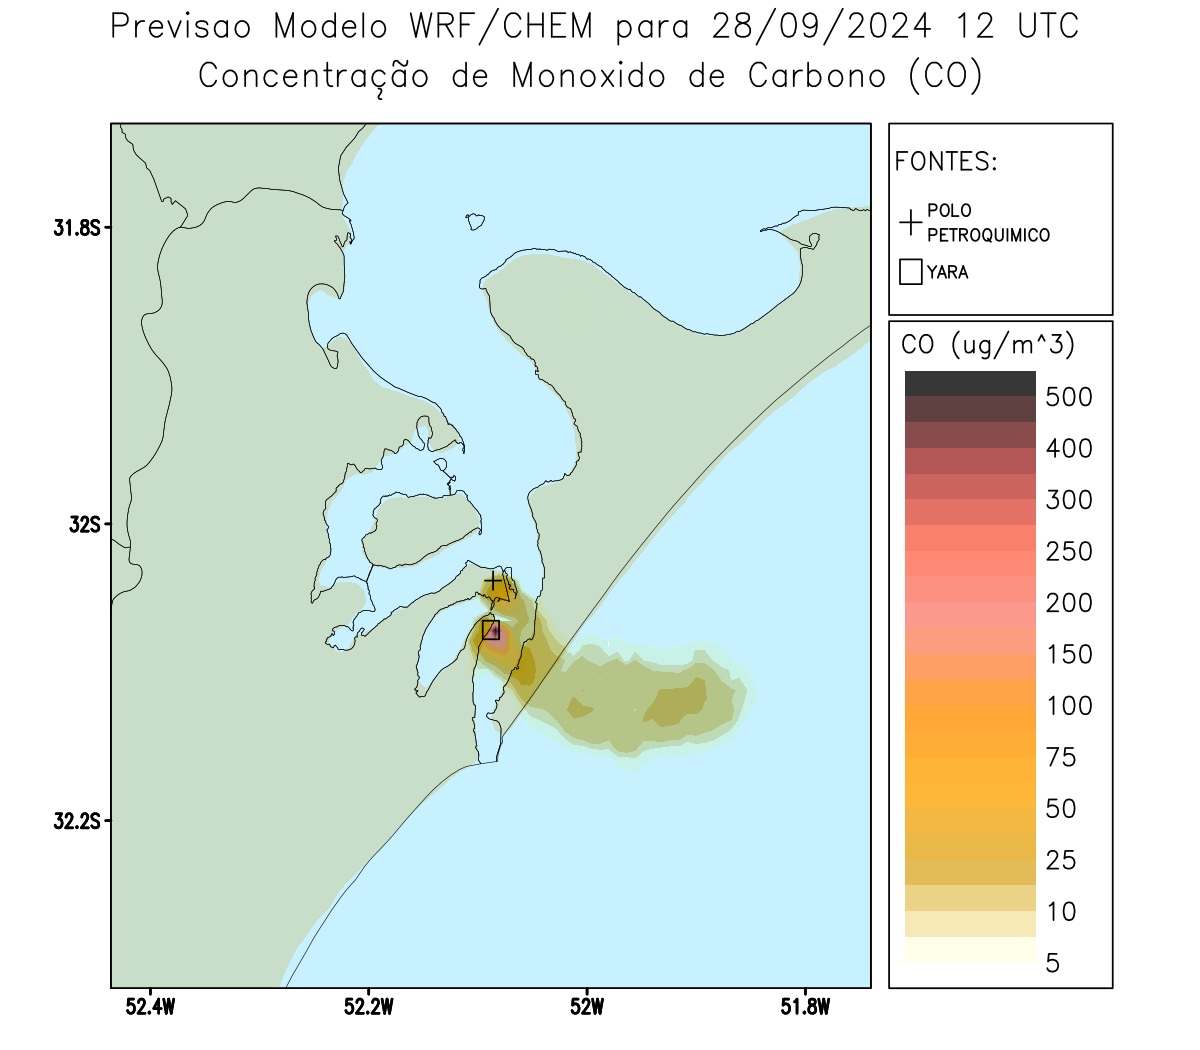 Previsao Modelo WRF/CHEM para 28/09/2024 12 UTC
Concentração de Monoxido de Carbono (CO)
FONTES:
POLO
PETROQUIMICO
YARA
CO (ug/m^3)
500
400
300
250
200
150
100
75
50
25
10
5
31.8S
32S
32.2S
52.4W
52.2W
52W
51.8W